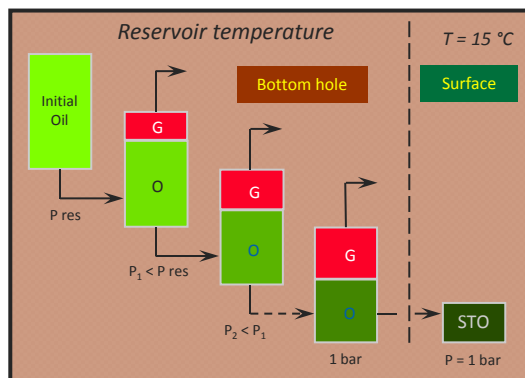 Reservoir temperature
T = 15 °C
Bottom hole
Surface
Initial
Oil
G
O
P res
G
O
P₁ < P res
G
O
P₂ < P₁
1 bar
STO
P = 1 bar